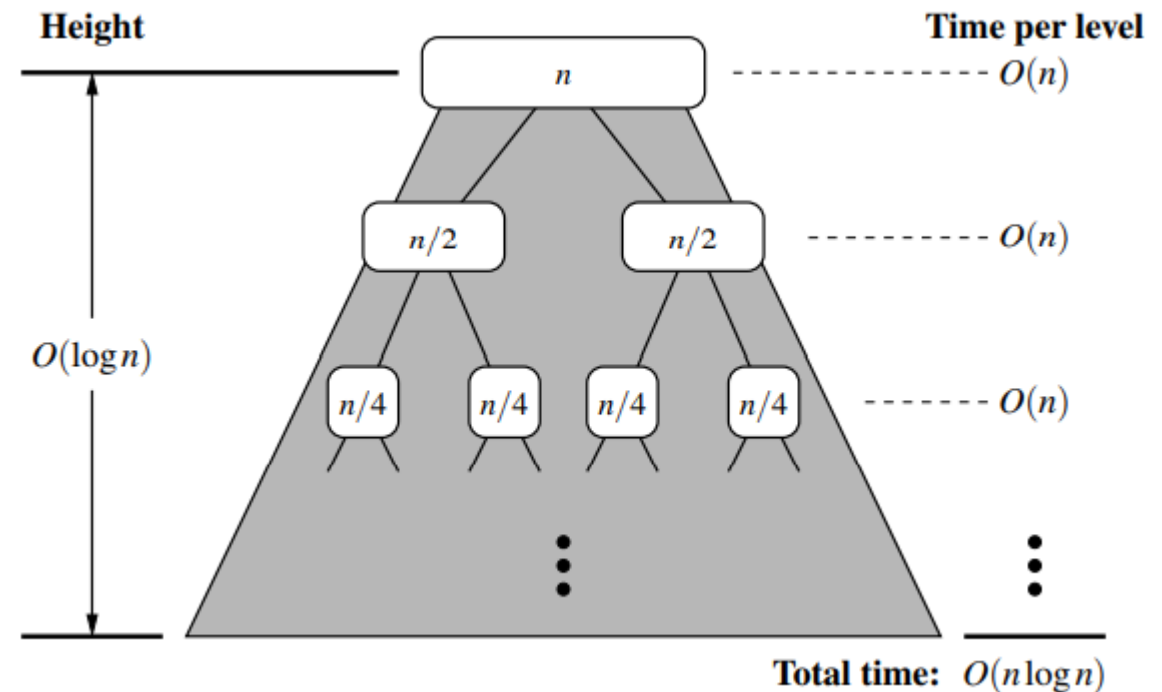 Height Time per level
n O(n)
n/2 n/2 O(n)
O(log n)
n/4 n/4 n/4 n/4 O(n)
Total time: O(n log n)